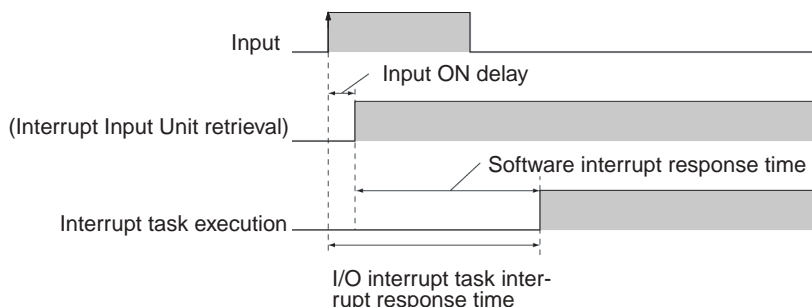 Input
Input ON delay
(Interrupt Input Unit retrieval)
Software interrupt response time
Interrupt task execution
I/O interrupt task inter-
rupt response time